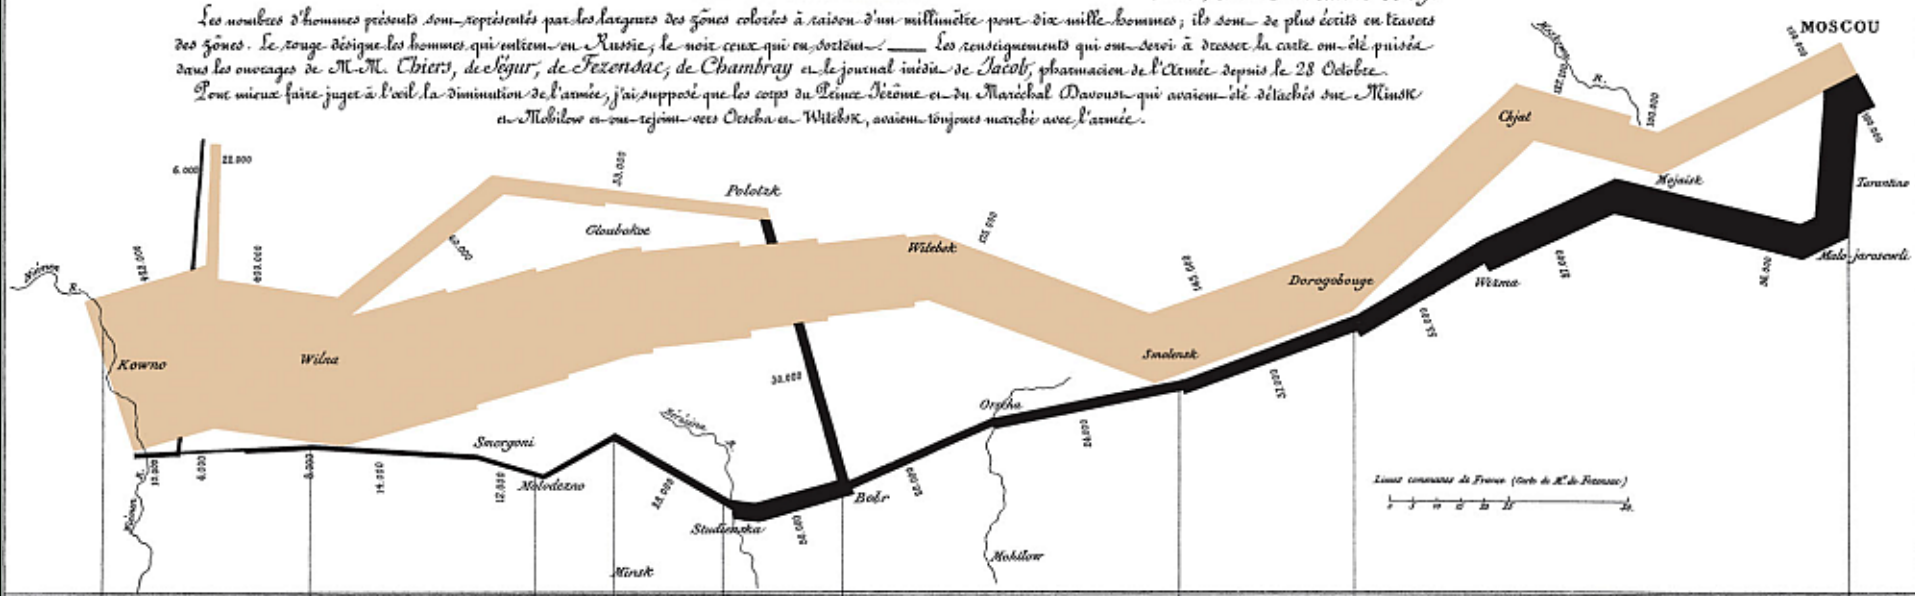 Les nombres d'hommes présents sont représentés par les largeurs des zônes colorées à raison d'un millimètre pour dix mille hommes; ils sont de plus écrits en travers
des zônes. Le rouge désigne les hommes qui entrent en Russie, le noir ceux qui en sortent. — Les renseignements qui ont servi à dresser la carte ont été puisés
dans les ouvrages de M.M. Chiers, de Ségur, de Fezensac, de Chambray et le journal inédit de Jacob, pharmacien de l'Armée depuis le 28 Octobre.
Pour mieux faire juger à l'œil la diminution de l'armée, j'ai supposé que les corps du Prince Jérôme et du Maréchal Davoust qui avaient été détachés sur Minsk
et Mohilow et ont rejoint vers Orscha et Witebsk, avaient toujours marché avec l'armée.
MOSCOU
100.000
Moskowa R.
127.100
100.000
Chjat
Mojaisk
100.000
Tarantino
Malo-jarosewli
6.000
22.000
33.000
Polotzk
Gloubokoe
60.000
Witebsk
175.000
145.000
Dorogobouge
Wizma
Niémen R.
Kowno
Wilna
Smolensk
30.000
Orscha
Bérézina R.
Smorgoni
Molodezno
Studienska
Bobr
Minsk
Mohilow
Niémen R.
4.000
8.000
14.000
12.000
20.000
24.000
37.000
55.000
96.000
Lieues communes de France (Carte de M. de Fezensac)